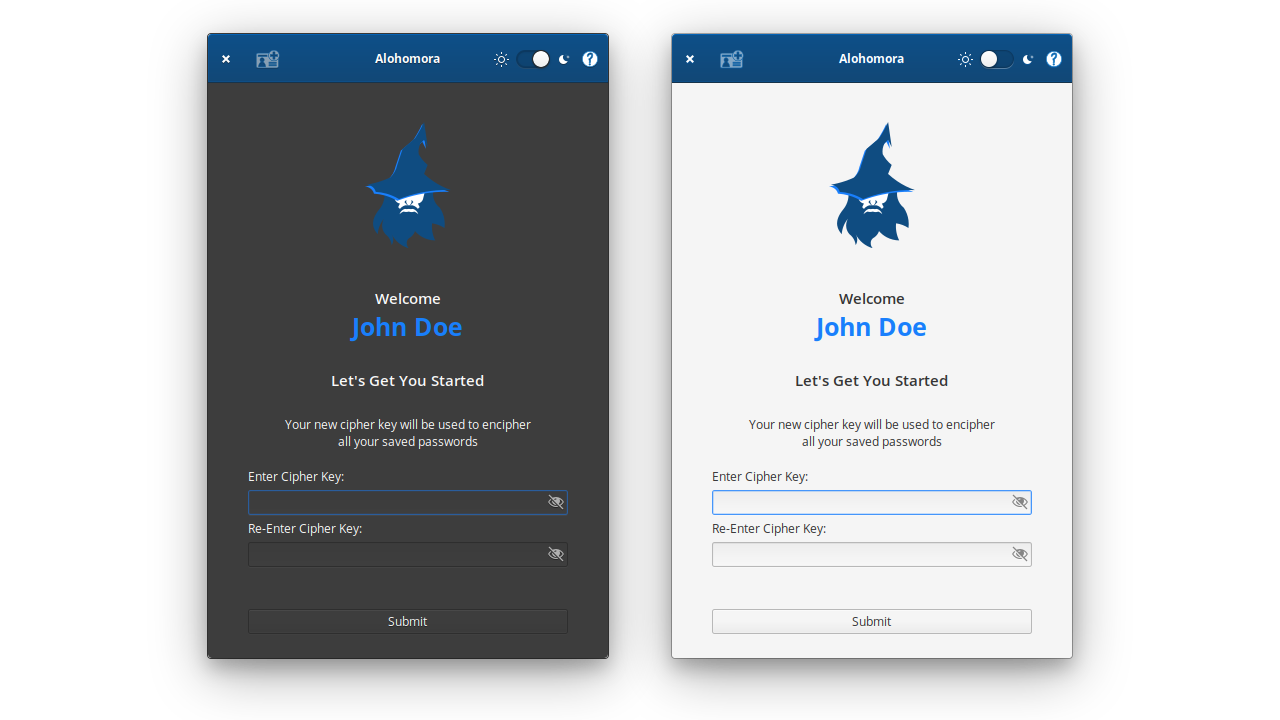 Alohomora
Welcome
John Doe
Let's Get You Started
Your new cipher key will be used to encipher
all your saved passwords
Enter Cipher Key:
Re-Enter Cipher Key:
Submit
Alohomora
Welcome
John Doe
Let's Get You Started
Your new cipher key will be used to encipher
all your saved passwords
Enter Cipher Key:
Re-Enter Cipher Key:
Submit